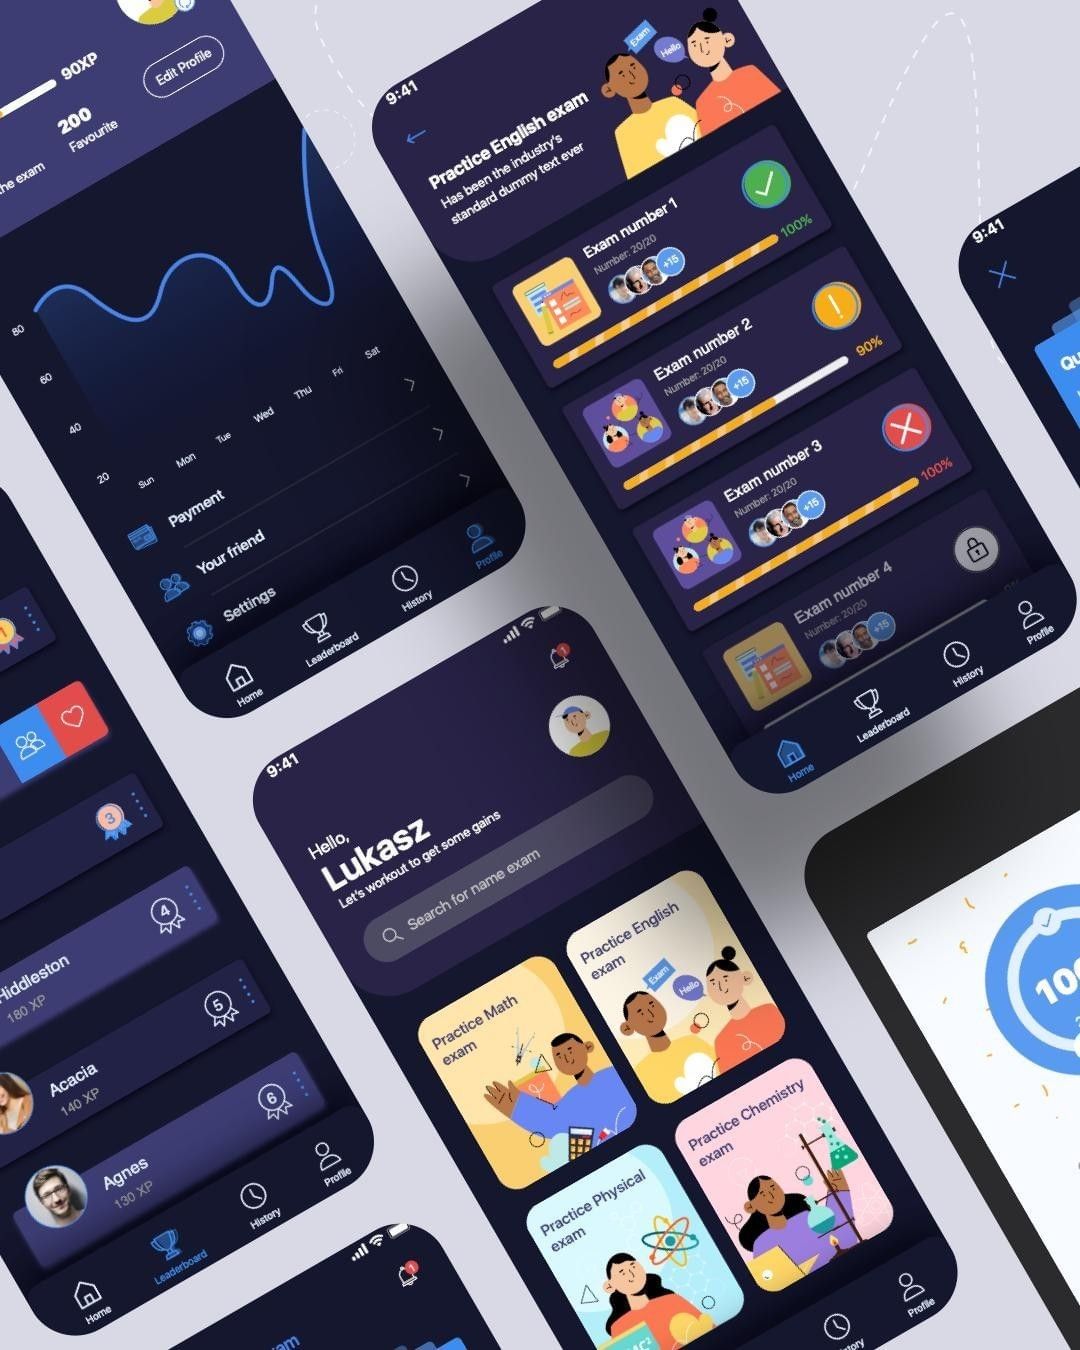 90XP
Edit Profile
200
Favourite
the exam
80
60
40
20
Sun
Mon
Tue
Wed
Thu
Fri
Sat
Payment
Your friend
Settings
Home
Leaderboard
History
Profile
9:41
Exam
Hello
Practice English exam
Has been the industry's
standard dummy text ever
Exam number 1
Number: 20/20
+15
100%
Exam number 2
Number: 20/20
+15
90%
Exam number 3
Number: 20/20
+15
100%
Exam number 4
Number: 20/20
+15
Home
Leaderboard
History
Profile
9:41
1
3
4
Hiddleston
180 XP
5
Acacia
140 XP
6
Agnes
130 XP
Home
Leaderboard
History
Profile
9:41
1
Hello,
Lukasz
Let's workout to get some gains
Search for name exam
Practice Math
exam
Practice English
exam
Exam
Hello
Practice Physical
exam
Practice Chemistry
exam
History
Profile
1